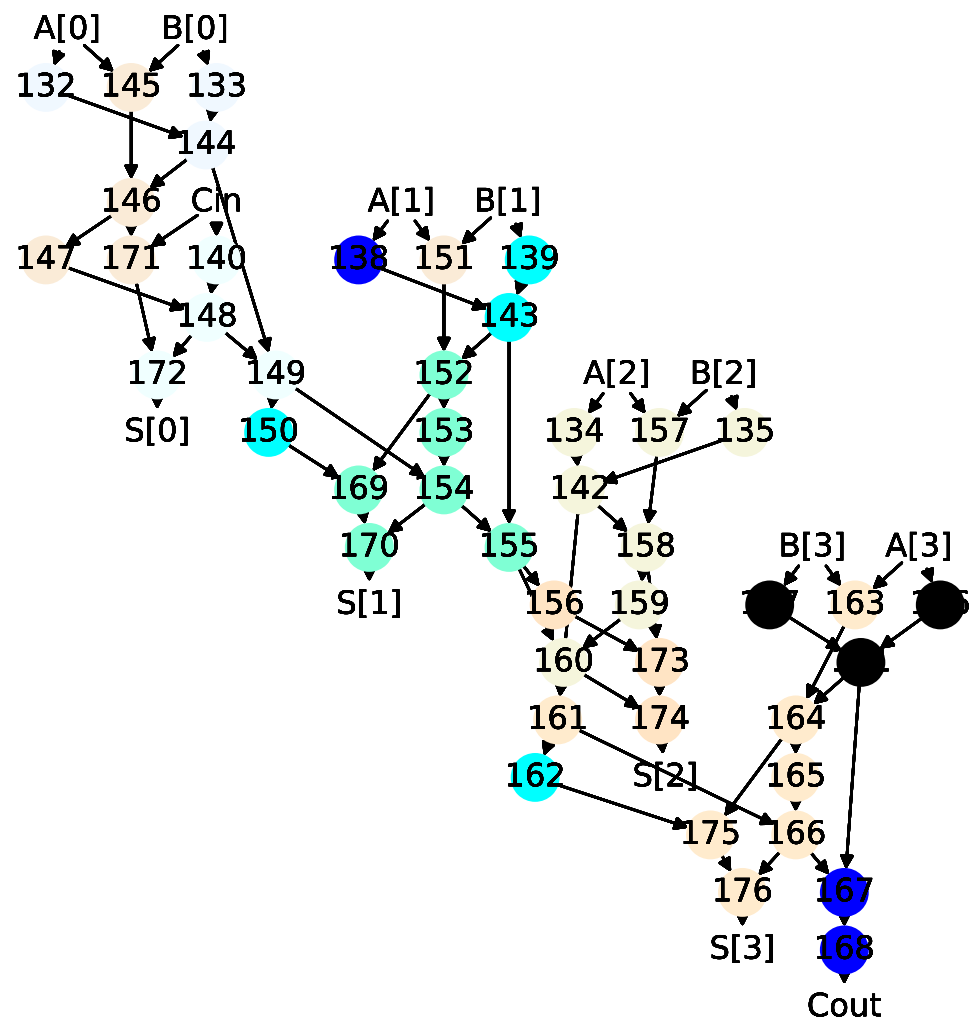 A[0] B[0]
132 145 133
144
146 Cin A[1] B[1]
147 171 140 138 151 139
148 143
172 149 152 A[2] B[2]
S[0] 150 153 134 157 135
169 154 142
170 155 158 B[3] A[3]
S[1] 156 159 163
160 173
161 174 164
162 S[2] 165
175 166
176 167
S[3] 168
Cout